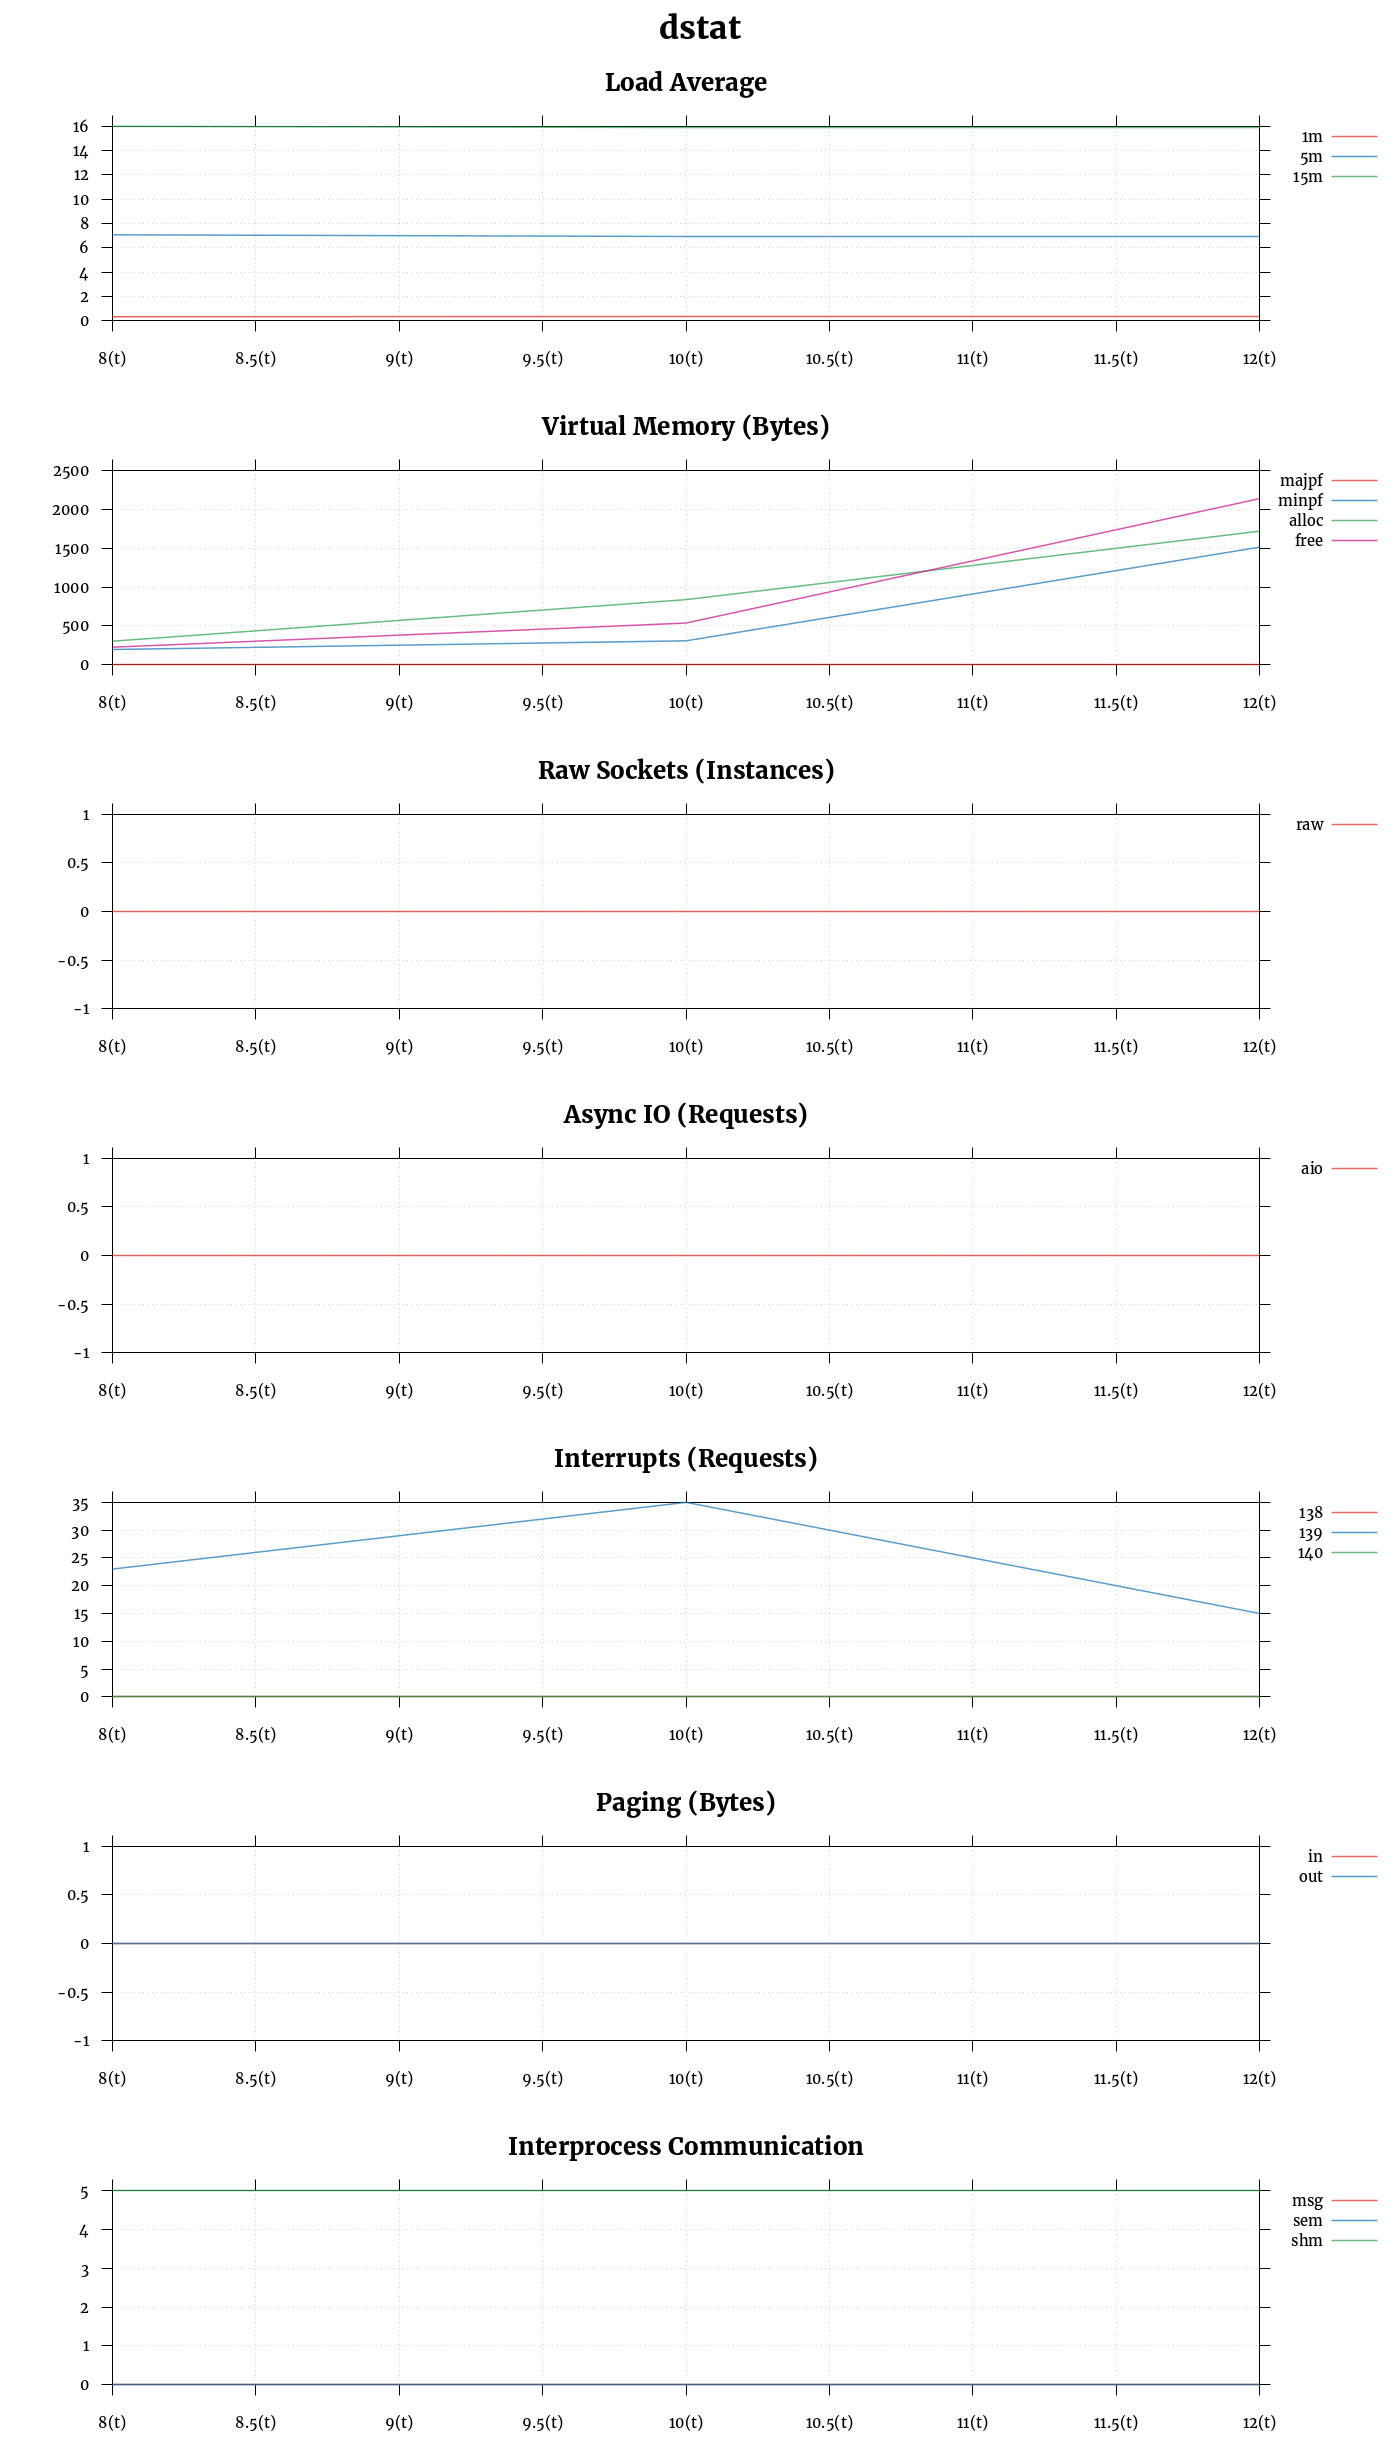 dstat
Load Average
16
14
12
10
8
6
4
2
0
8(t) 8.5(t) 9(t) 9.5(t) 10(t) 10.5(t) 11(t) 11.5(t) 12(t)
1m
5m
15m
Virtual Memory (Bytes)
2500
2000
1500
1000
500
0
8(t) 8.5(t) 9(t) 9.5(t) 10(t) 10.5(t) 11(t) 11.5(t) 12(t)
majpf
minpf
alloc
free
Raw Sockets (Instances)
1
0.5
0
-0.5
-1
8(t) 8.5(t) 9(t) 9.5(t) 10(t) 10.5(t) 11(t) 11.5(t) 12(t)
raw
Async IO (Requests)
1
0.5
0
-0.5
-1
8(t) 8.5(t) 9(t) 9.5(t) 10(t) 10.5(t) 11(t) 11.5(t) 12(t)
aio
Interrupts (Requests)
35
30
25
20
15
10
5
0
8(t) 8.5(t) 9(t) 9.5(t) 10(t) 10.5(t) 11(t) 11.5(t) 12(t)
138
139
140
Paging (Bytes)
1
0.5
0
-0.5
-1
8(t) 8.5(t) 9(t) 9.5(t) 10(t) 10.5(t) 11(t) 11.5(t) 12(t)
in
out
Interprocess Communication
5
4
3
2
1
0
8(t) 8.5(t) 9(t) 9.5(t) 10(t) 10.5(t) 11(t) 11.5(t) 12(t)
msg
sem
shm